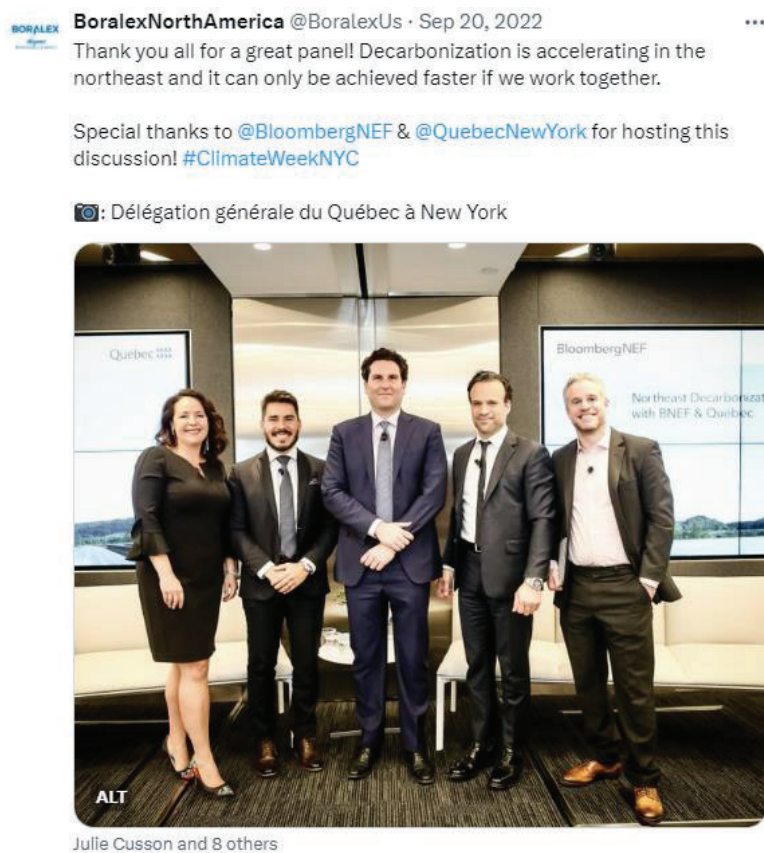 BORALEX
BoralexNorthAmerica @BoralexUs · Sep 20, 2022
Thank you all for a great panel! Decarbonization is accelerating in the
northeast and it can only be achieved faster if we work together.
Special thanks to @BloombergNEF & @QuebecNewYork for hosting this
discussion! #ClimateWeekNYC
📷: Délégation générale du Québec à New York
Québec
BloombergNEF
Northeast Decarbonizat
with BNEF & Québec
ALT
Julie Cusson and 8 others